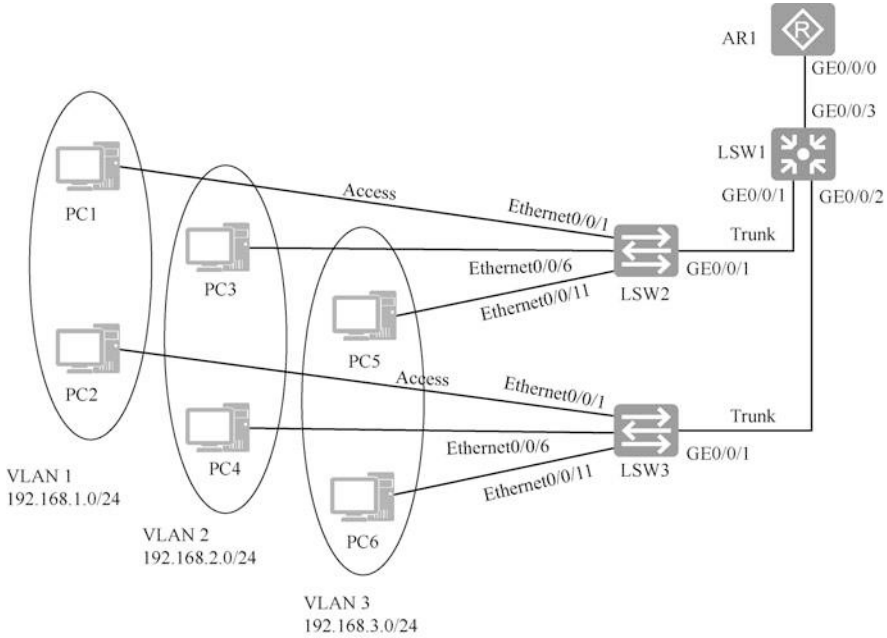 AR1
R
GE0/0/0
GE0/0/3
LSW1
GE0/0/1
GE0/0/2
PC1
Access
Ethernet0/0/1
Trunk
PC3
Ethernet0/0/6
GE0/0/1
LSW2
Ethernet0/0/11
PC5
PC2
Access
Ethernet0/0/1
Trunk
PC4
Ethernet0/0/6
GE0/0/1
LSW3
Ethernet0/0/11
VLAN 1
192.168.1.0/24
PC6
VLAN 2
192.168.2.0/24
VLAN 3
192.168.3.0/24